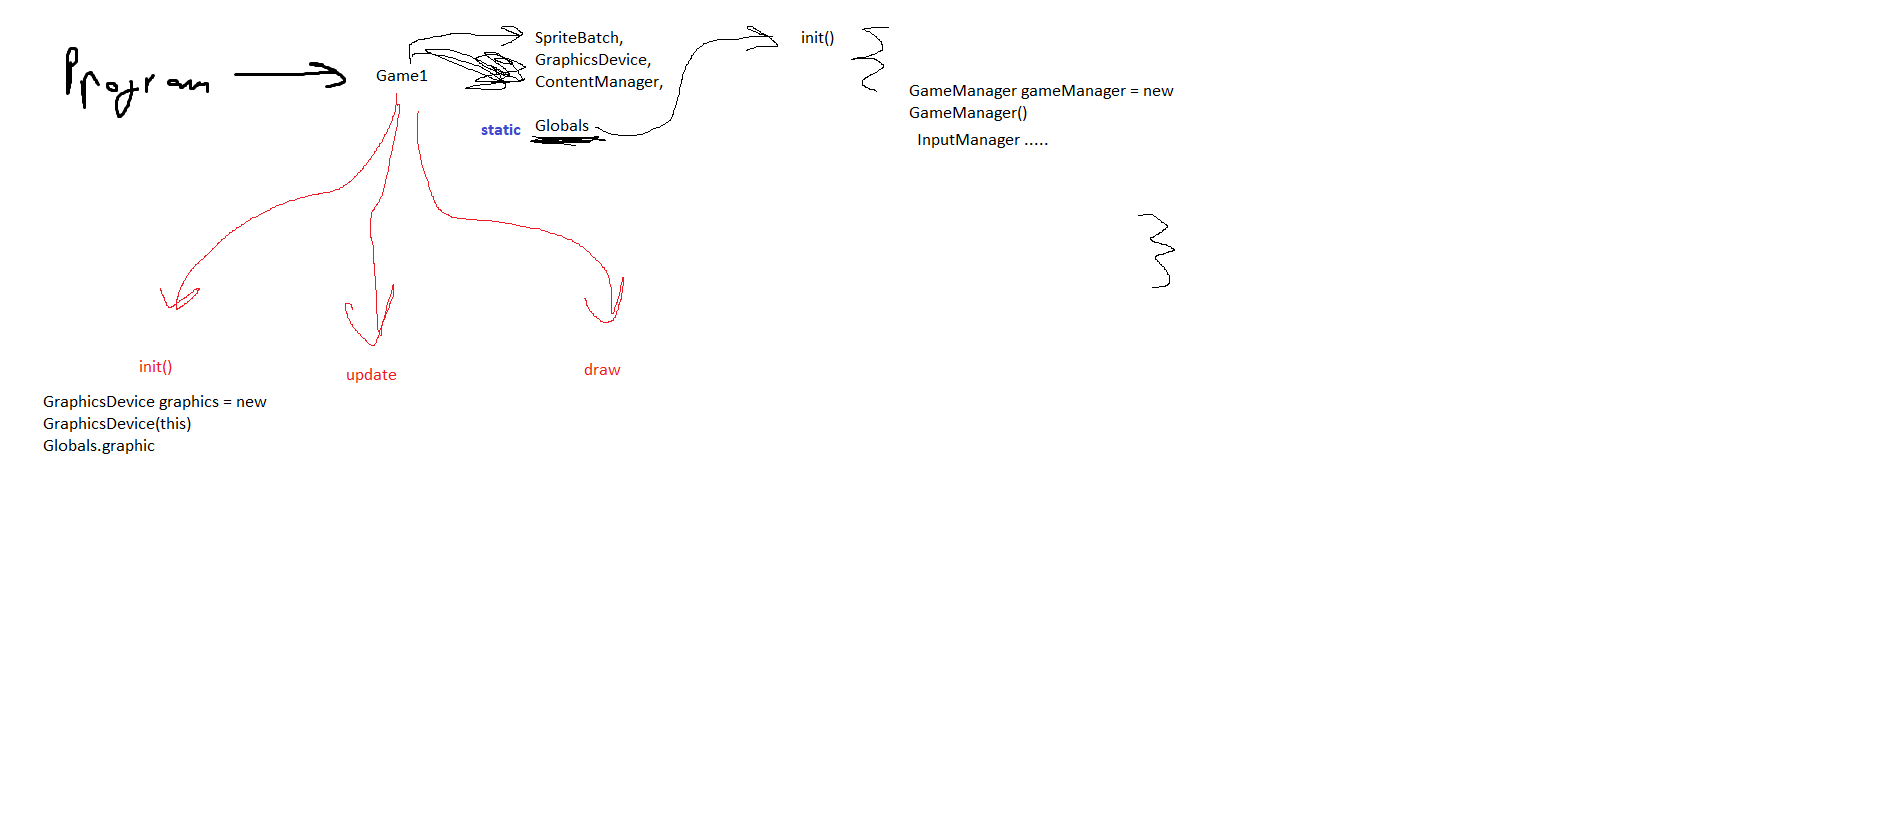 Pprogram
Game1
SpriteBatch,
GraphicsDevice,
ContentManager,
static Globals
init()
GameManager gameManager = new
GameManager()
InputManager .....
init()
update
draw
GraphicsDevice graphics = new
GraphicsDevice(this)
Globals.graphic